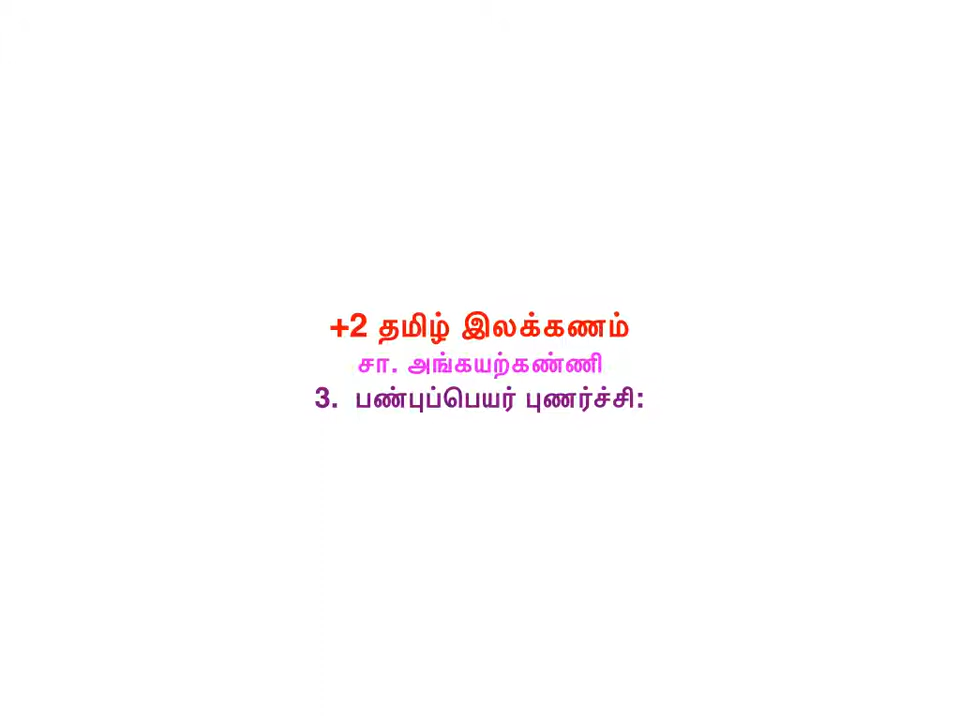 +2 தமிழ் இலக்கணம்
சா. அங்கயற்கண்ணி
3. பண்புப்பெயர் புணர்ச்சி: